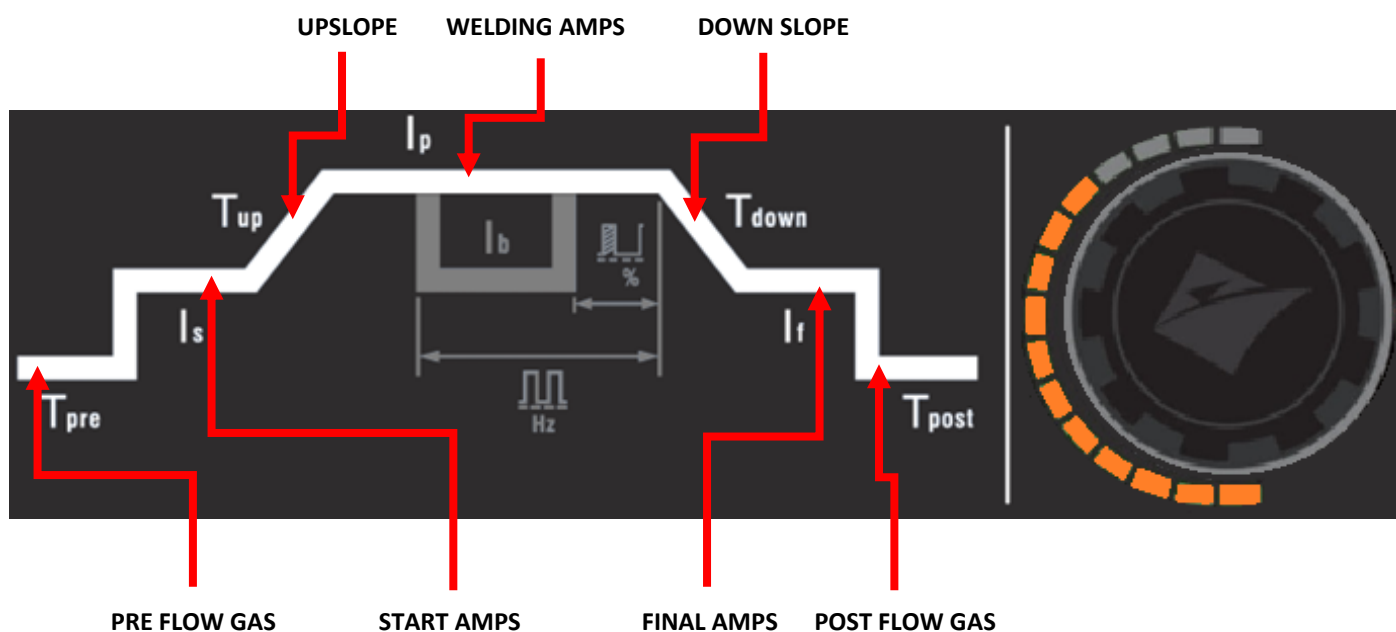 UPSLOPE WELDING AMPS DOWN SLOPE
Ip
Tup Tdown
Ib
%
Is If
Tpre Tpost
Hz
PRE FLOW GAS START AMPS FINAL AMPS POST FLOW GAS